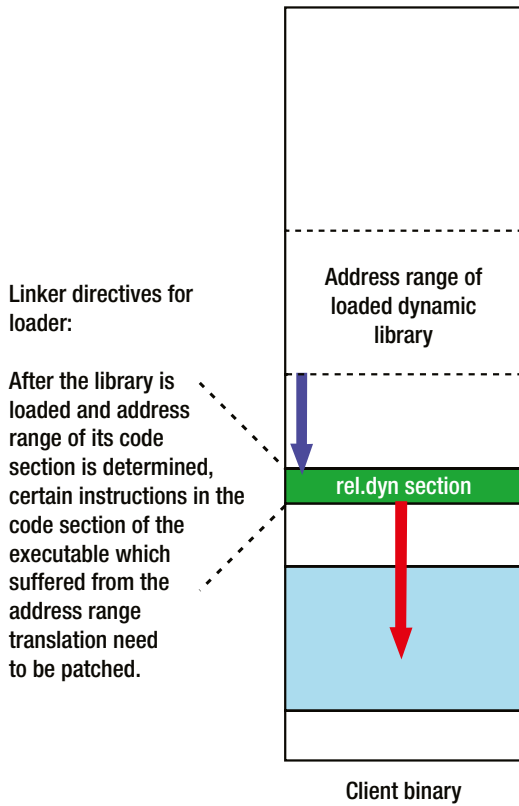 Address range of
loaded dynamic
library
Linker directives for
loader:
After the library is
loaded and address
range of its code
section is determined,
certain instructions in the
code section of the
executable which
suffered from the
address range
translation need
to be patched.
rel.dyn section
Client binary